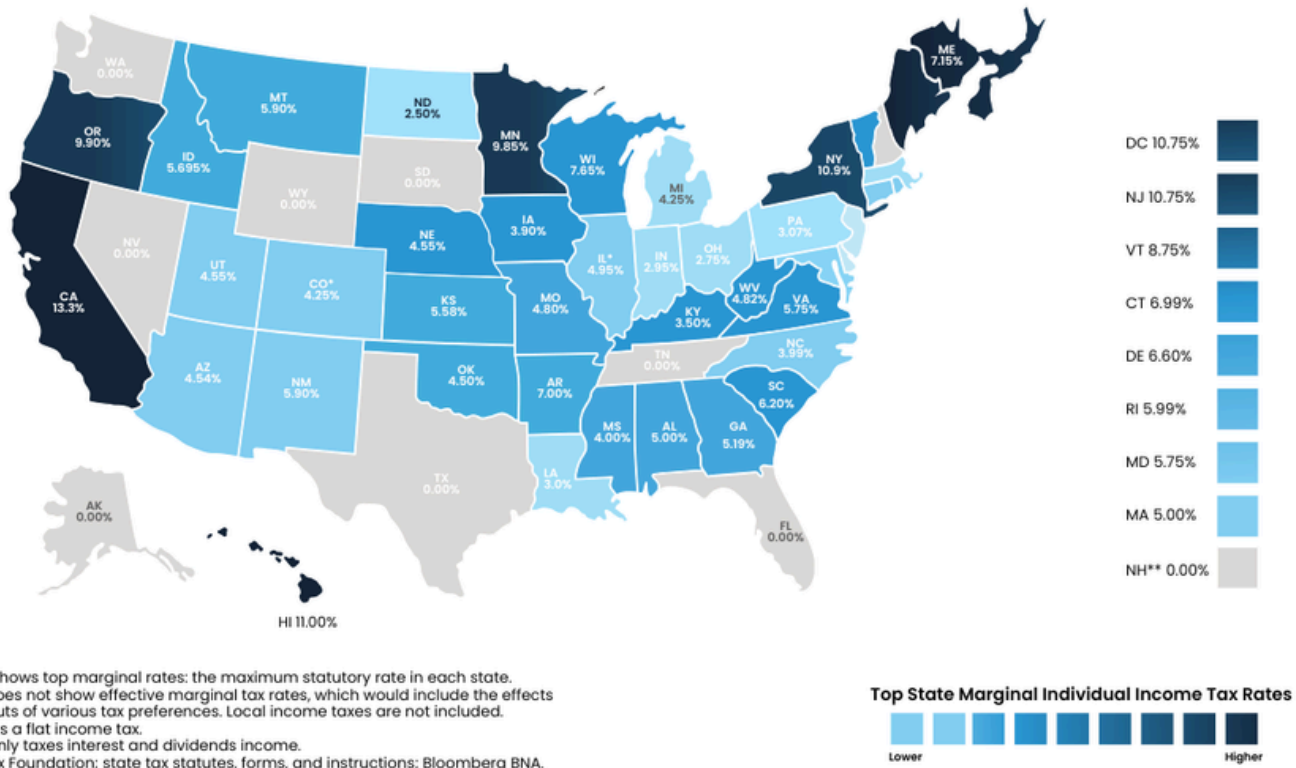 WA
0.00%
OR
9.90%
ID
5.695%
MT
5.90%
ND
2.50%
MN
9.85%
WI
7.65%
MI
4.25%
NY
10.9%
ME
7.15%
SD
0.00%
WY
0.00%
NV
0.00%
UT
4.55%
CO*
4.25%
NE
4.55%
IA
3.90%
IL*
4.95%
IN
2.95%
OH
2.75%
PA
3.07%
CA
13.3%
KS
5.58%
MO
4.80%
KY
3.50%
WV
4.82%
VA
5.75%
AZ
4.54%
NM
5.90%
OK
4.50%
AR
7.00%
TN
0.00%
NC
3.99%
SC
6.20%
MS
4.00%
AL
5.00%
GA
5.19%
TX
0.00%
LA
3.0%
FL
0.00%
AK
0.00%
HI 11.00%
DC 10.75%
NJ 10.75%
VT 8.75%
CT 6.99%
DE 6.60%
RI 5.99%
MD 5.75%
MA 5.00%
NH** 0.00%
hows top marginal rates: the maximum statutory rate in each state.
oes not show effective marginal tax rates, which would include the effects
uts of various tax preferences. Local income taxes are not included.
s a flat income tax.
nly taxes interest and dividends income.
x Foundation; state tax statutes, forms, and instructions; Bloomberg BNA.
Top State Marginal Individual Income Tax Rates
Lower
Higher